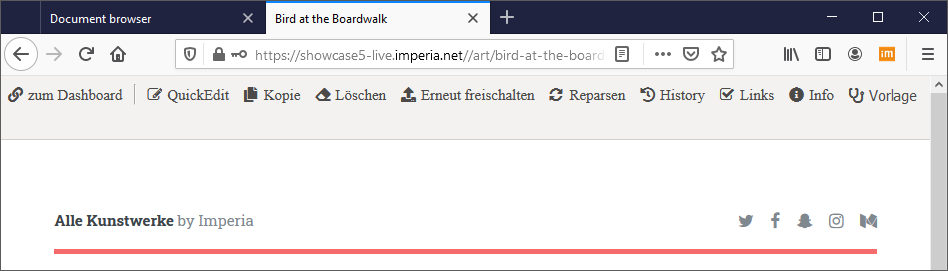 Document browser
Bird at the Boardwalk
https://showcase5-live.imperia.net//art/bird-at-the-board
im
zum Dashboard QuickEdit Kopie Löschen Erneut freischalten Reparsen History Links Info Vorlage
Alle Kunstwerke by Imperia